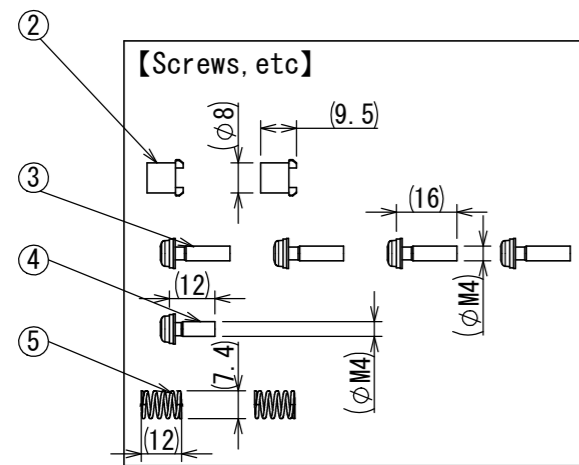 ②
【Screws, etc】
(φ8)
(9.5)
③
(16)
④
(12)
(φM4)
⑤
(7.4)
(φM4)
(12)